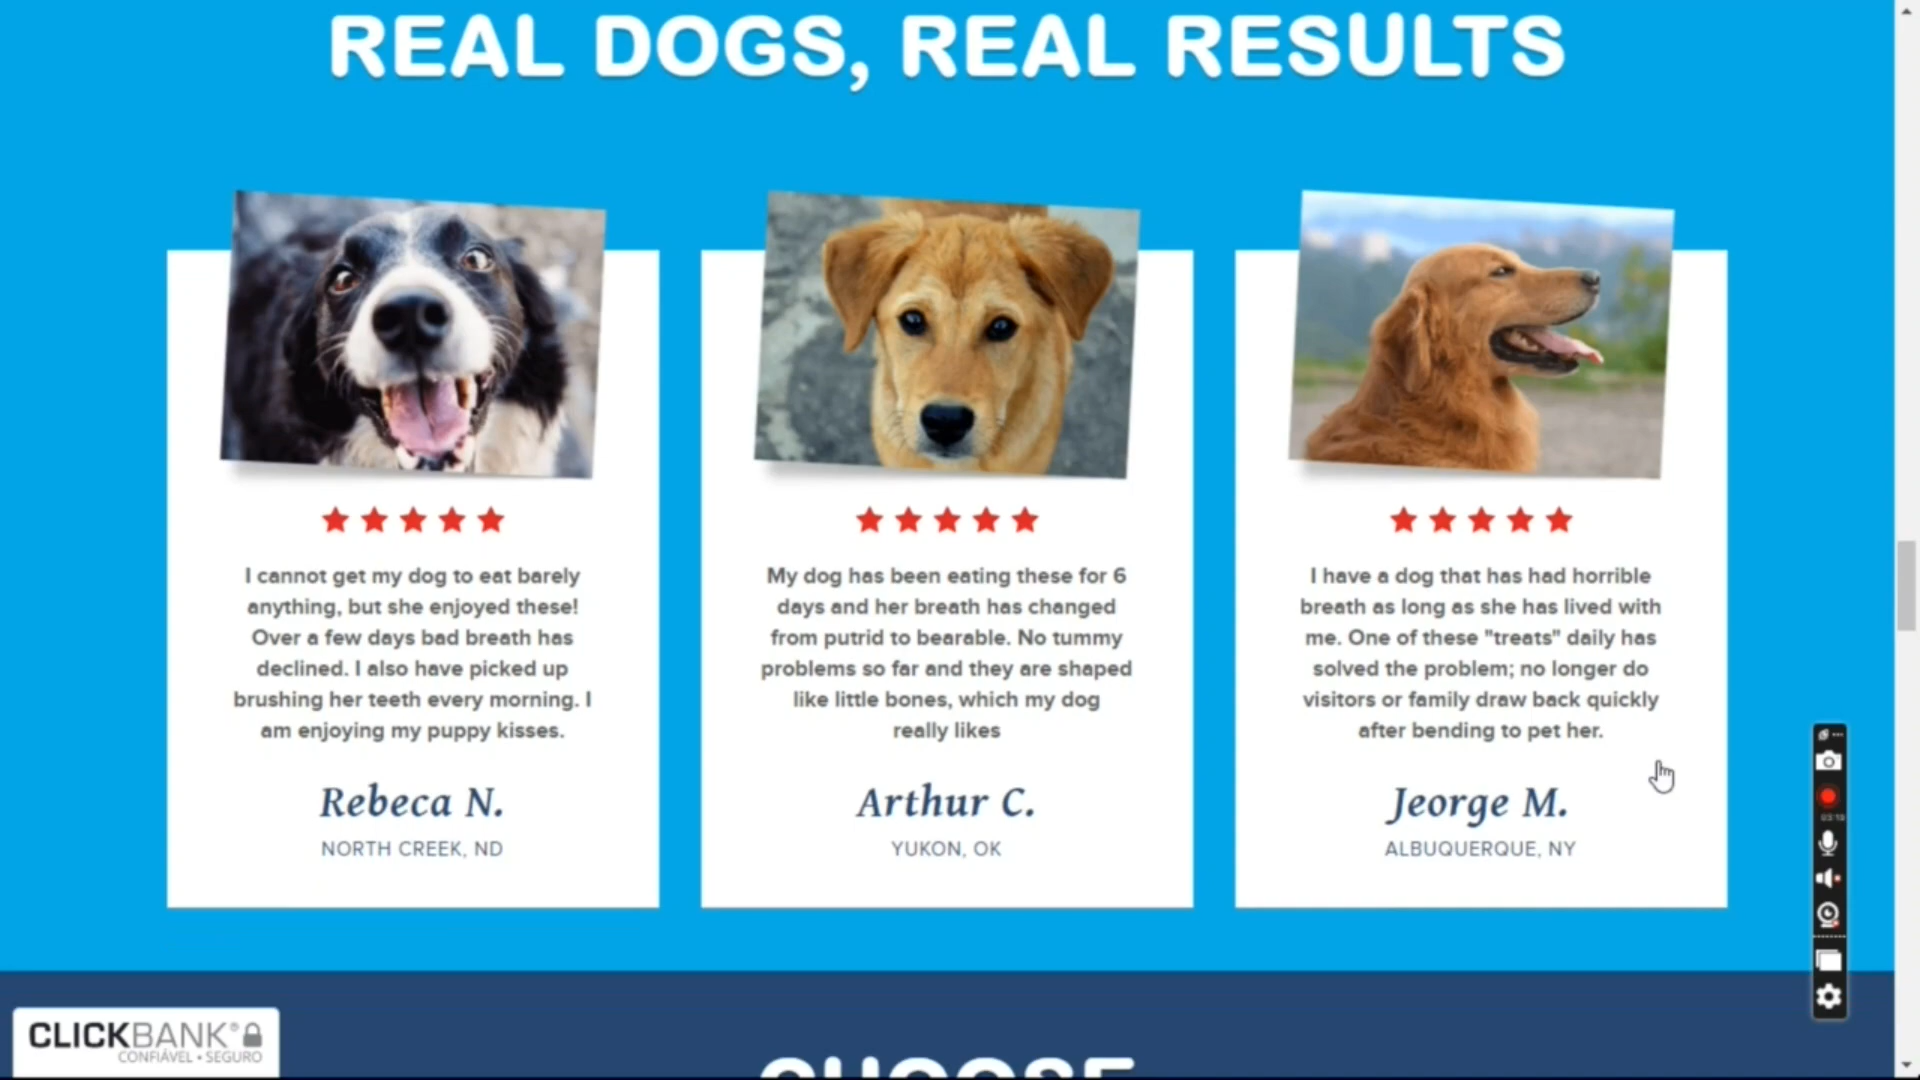 REAL DOGS, REAL RESULTS
I cannot get my dog to eat barely
anything, but she enjoyed these!
Over a few days bad breath has
declined. I also have picked up
brushing her teeth every morning. I
am enjoying my puppy kisses.
Rebeca N.
NORTH CREEK, ND
My dog has been eating these for 6
days and her breath has changed
from putrid to bearable. No tummy
problems so far and they are shaped
like little bones, which my dog
really likes
Arthur C.
YUKON, OK
I have a dog that has had horrible
breath as long as she has lived with
me. One of these "treats" daily has
solved the problem; no longer do
visitors or family draw back quickly
after bending to pet her.
Jeorge M.
ALBUQUERQUE, NY
CLICKBANK®
CONFIÁVEL • SEGURO
CHOOSE